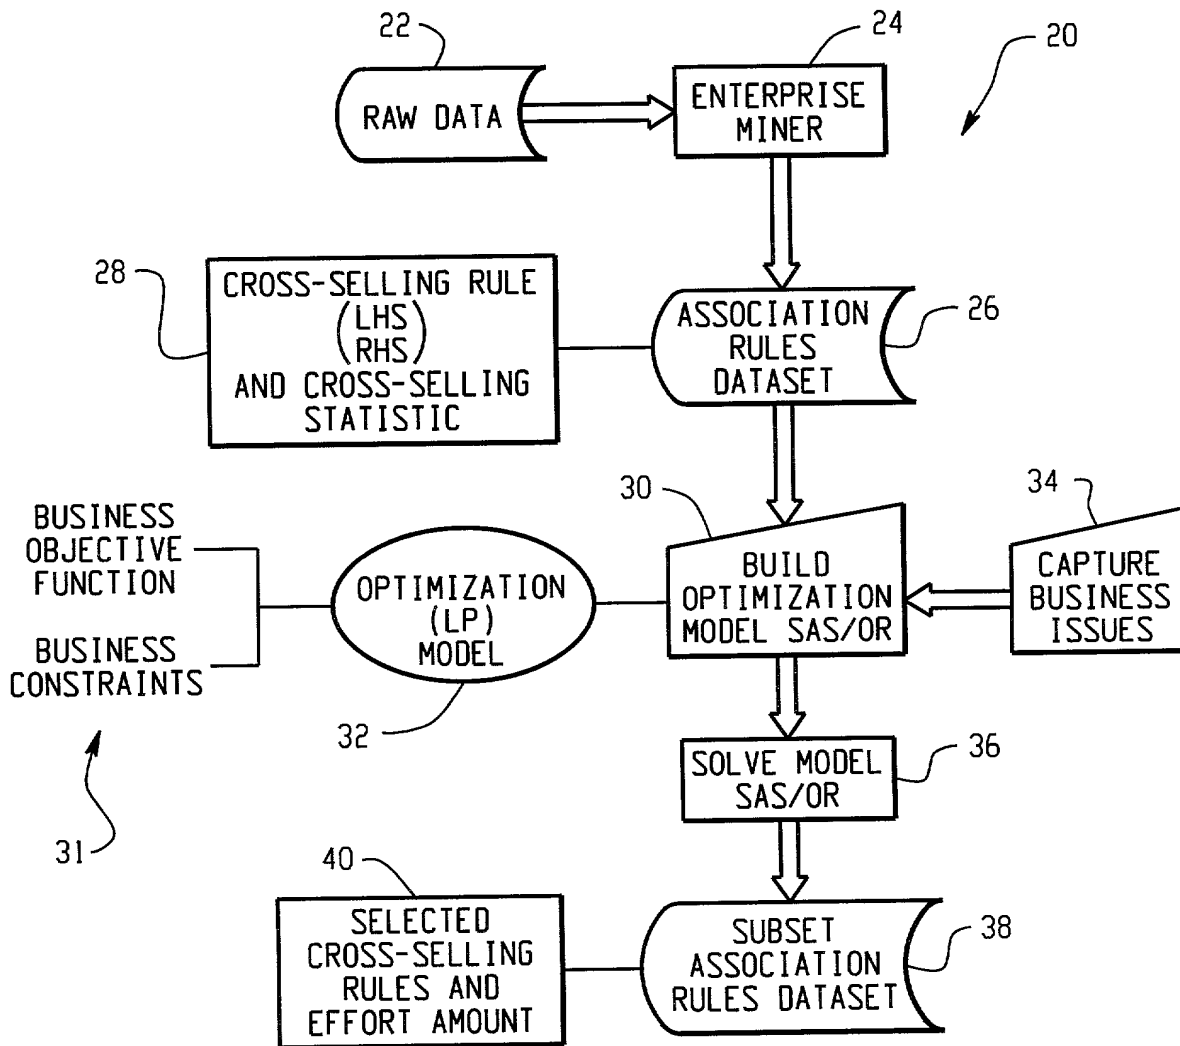 22
24
20
RAW DATA
ENTERPRISE
MINER
28
CROSS-SELLING RULE
(LHS
RHS)
AND CROSS-SELLING
STATISTIC
ASSOCIATION
RULES
DATASET
26
30
34
BUSINESS
OBJECTIVE
FUNCTION
BUSINESS
CONSTRAINTS
31
OPTIMIZATION
(LP)
MODEL
32
BUILD
OPTIMIZATION
MODEL SAS/OR
CAPTURE
BUSINESS
ISSUES
SOLVE MODEL
SAS/OR
36
40
SELECTED
CROSS-SELLING
RULES AND
EFFORT AMOUNT
SUBSET
ASSOCIATION
RULES DATASET
38